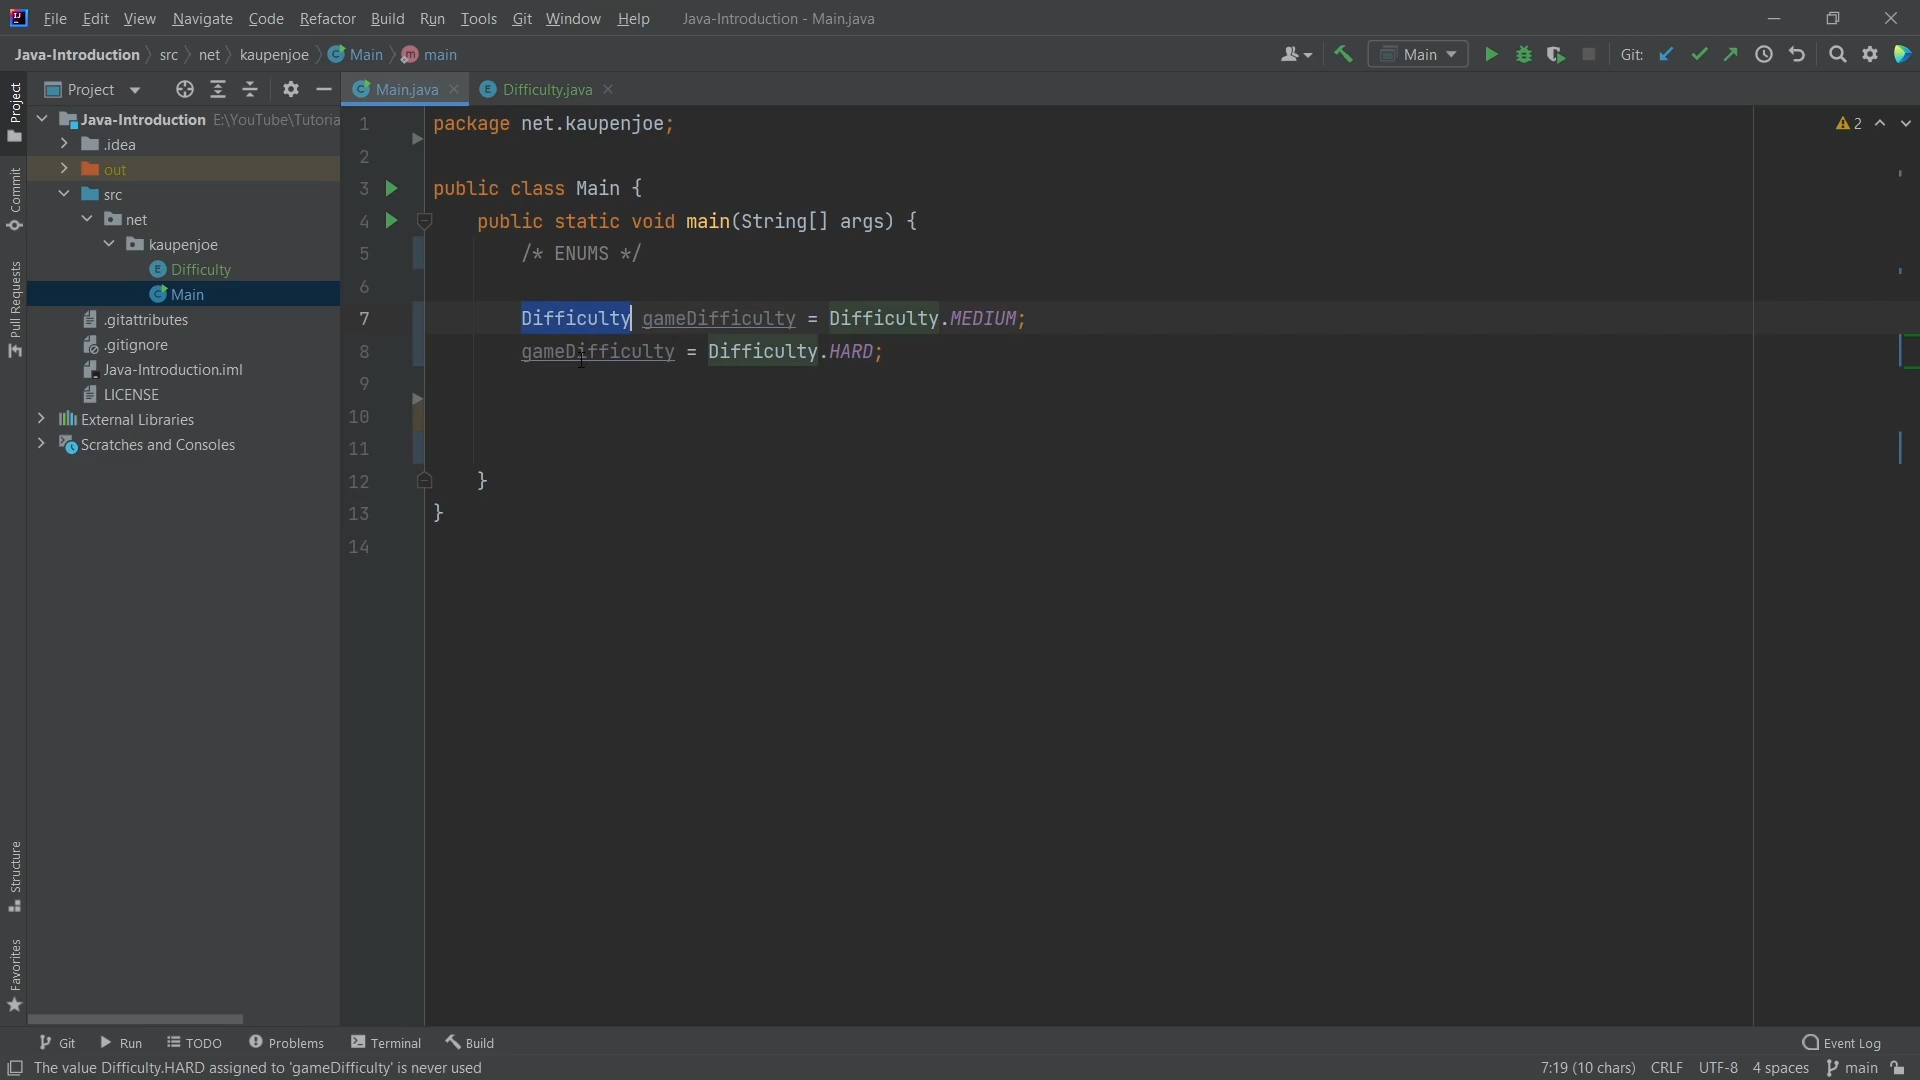 File Edit View Navigate Code Refactor Build Run Tools Git Window Help Java-Introduction - Main.java
Java-Introduction src net kaupenjoe Main main Main Git:
Project Main.java Difficulty.java
Project
Commit
Pull Requests
Structure
Favorites
Java-Introduction E:\YouTube\Tutoria
.idea
out
src
net
kaupenjoe
Difficulty
Main
.gitattributes
.gitignore
Java-Introduction.iml
LICENSE
External Libraries
Scratches and Consoles
1 package net.kaupenjoe;
2
3 public class Main {
4 public static void main(String[] args) {
5 /* ENUMS */
6
7 Difficulty gameDifficulty = Difficulty.MEDIUM;
8 gameDifficulty = Difficulty.HARD;
9
10
11
12 }
13 }
14
2
Git Run TODO Problems Terminal Build Event Log
The value Difficulty.HARD assigned to 'gameDifficulty' is never used 7:19 (10 chars) CRLF UTF-8 4 spaces main